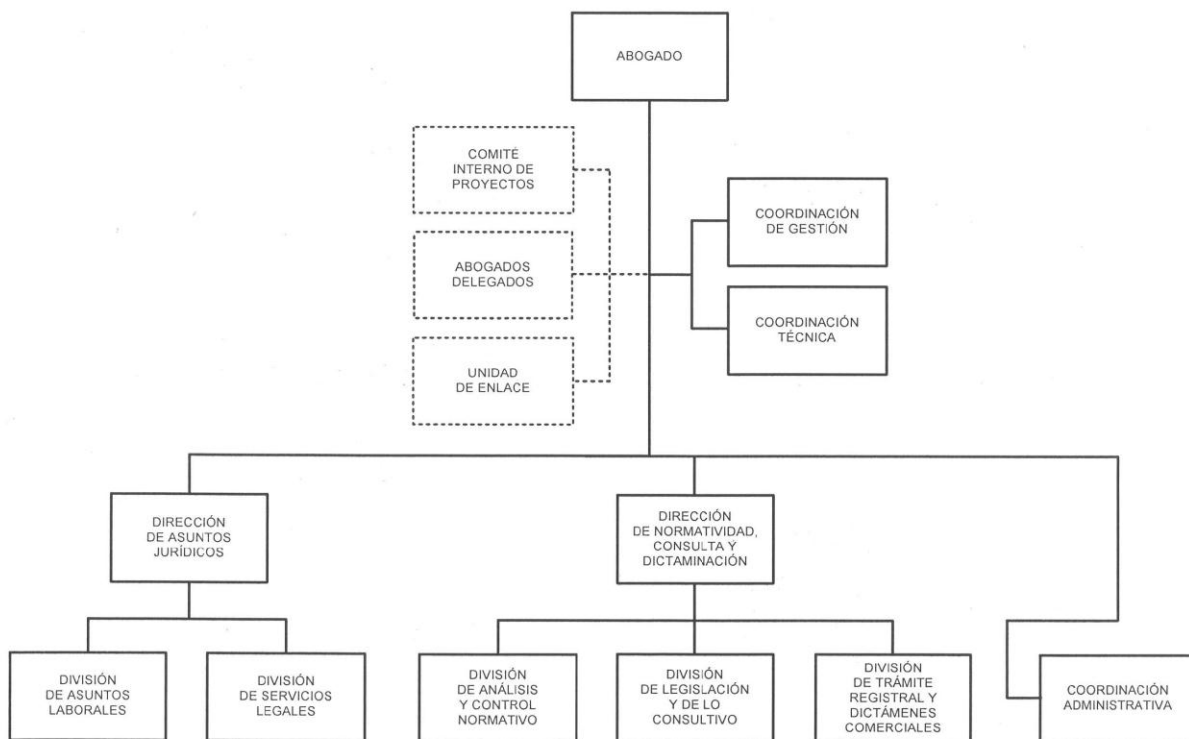 ABOGADO
COMITÉ
INTERNO DE
PROYECTOS
COORDINACIÓN
DE GESTIÓN
ABOGADOS
DELEGADOS
COORDINACIÓN
TÉCNICA
UNIDAD
DE ENLACE
DIRECCIÓN
DE ASUNTOS
JURÍDICOS
DIRECCIÓN
DE NORMATIVIDAD,
CONSULTA Y
DICTAMINACIÓN
DIVISIÓN
DE ASUNTOS
LABORALES
DIVISIÓN
DE SERVICIOS
LEGALES
DIVISIÓN
DE ANÁLISIS
Y CONTROL
NORMATIVO
DIVISIÓN
DE LEGISLACIÓN
Y DE LO
CONSULTIVO
DIVISIÓN
DE TRÁMITE
REGISTRAL Y
DICTÁMENES
COMERCIALES
COORDINACIÓN
ADMINISTRATIVA